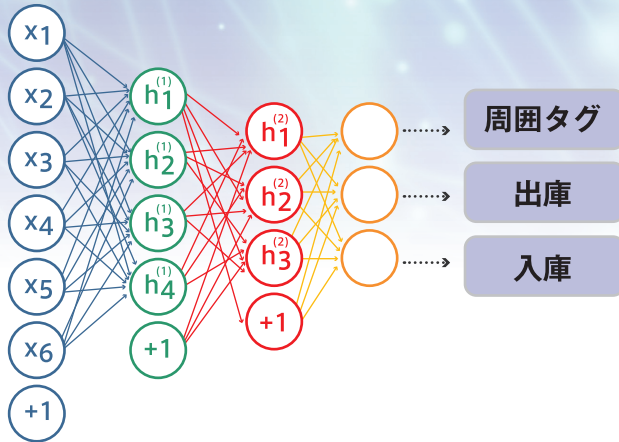 x1
x2
x3
x4
x5
x6
+1
h1(1)
h2(1)
h3(1)
h4(1)
+1
h1(2)
h2(2)
h3(2)
+1
周囲タグ
出庫
入庫